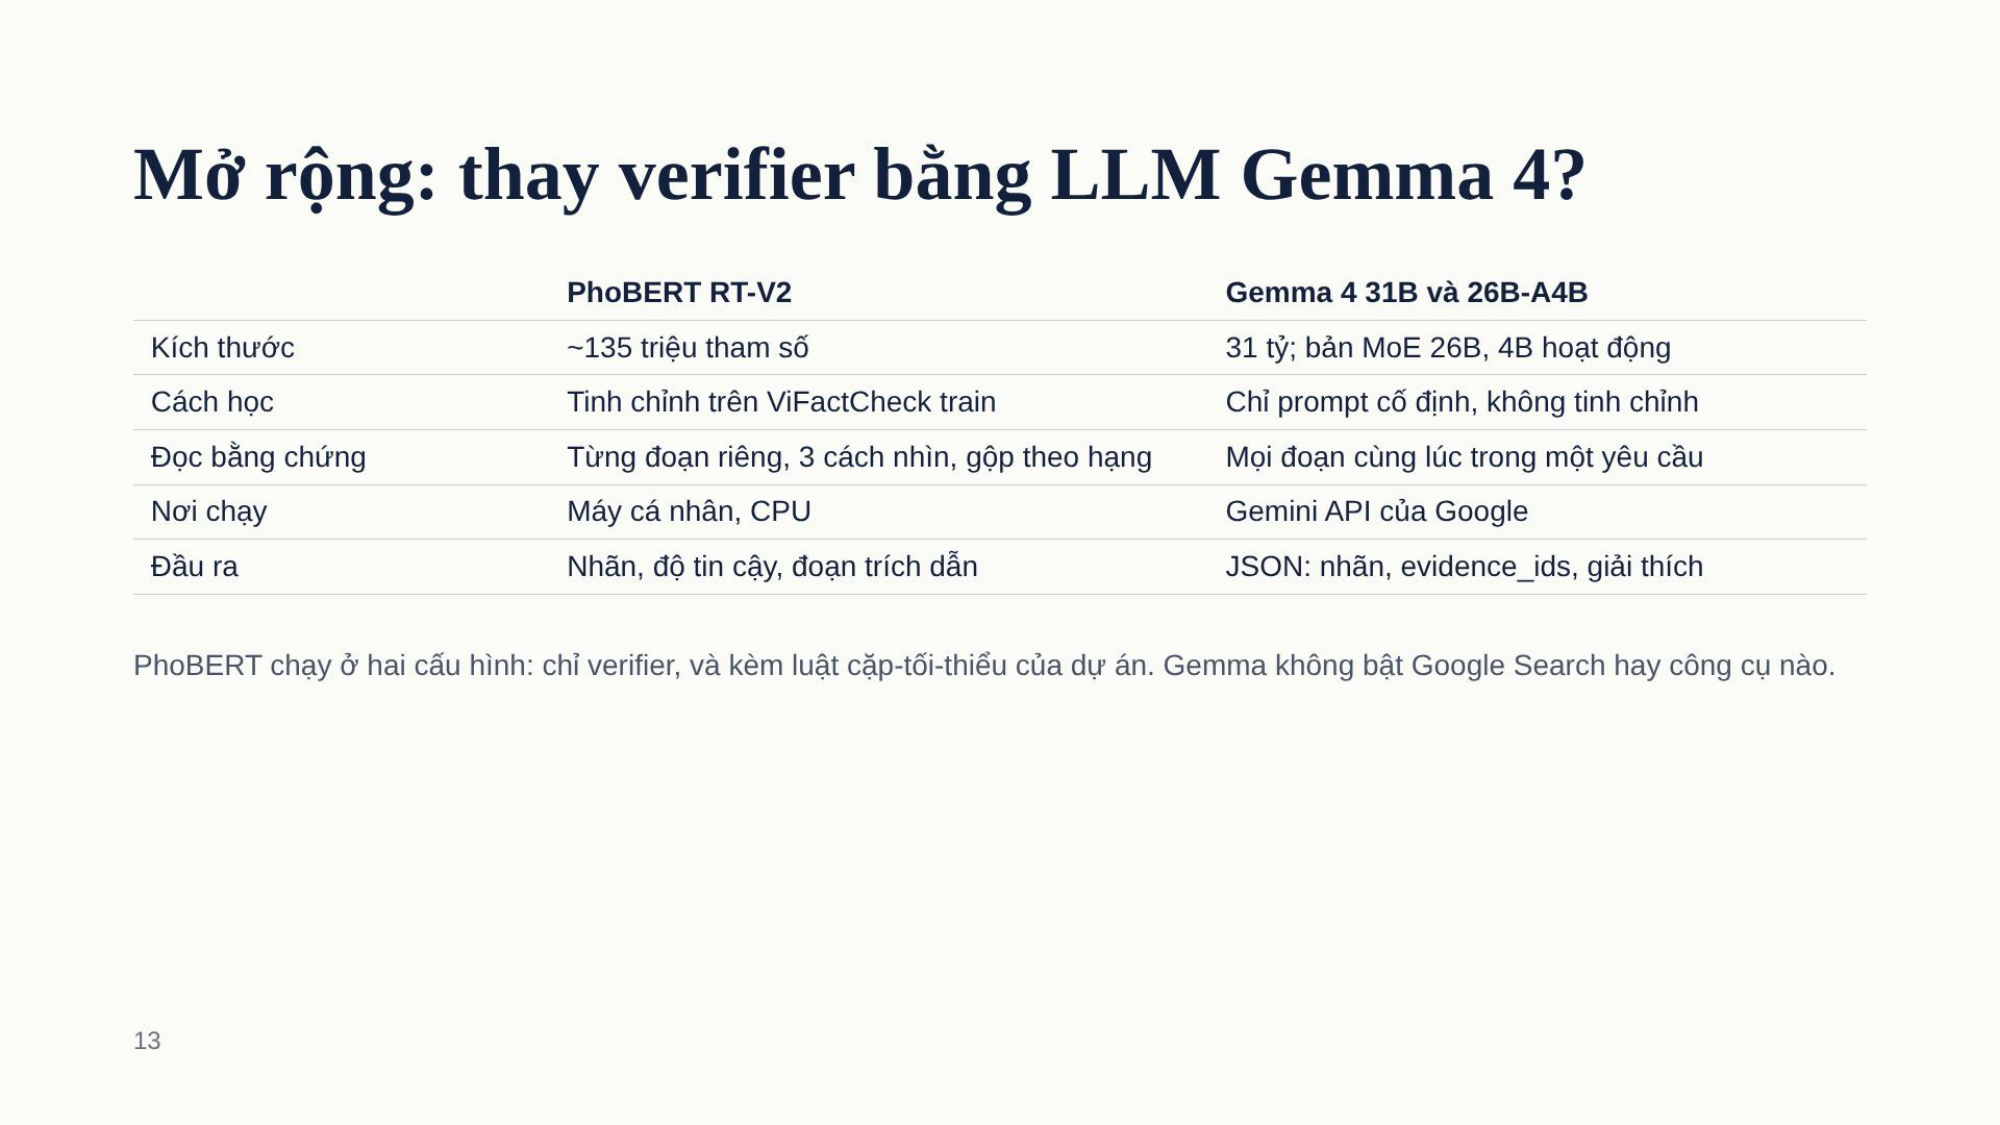 Mở rộng: thay verifier bằng LLM Gemma 4?
PhoBERT RT-V2 Gemma 4 31B và 26B-A4B
Kích thước ~135 triệu tham số 31 tỷ; bản MoE 26B, 4B hoạt động
Cách học Tinh chỉnh trên ViFactCheck train Chỉ prompt cố định, không tinh chỉnh
Đọc bằng chứng Từng đoạn riêng, 3 cách nhìn, gộp theo hạng Mọi đoạn cùng lúc trong một yêu cầu
Nơi chạy Máy cá nhân, CPU Gemini API của Google
Đầu ra Nhãn, độ tin cậy, đoạn trích dẫn JSON: nhãn, evidence_ids, giải thích
PhoBERT chạy ở hai cấu hình: chỉ verifier, và kèm luật cặp-tối-thiểu của dự án. Gemma không bật Google Search hay công cụ nào.
13